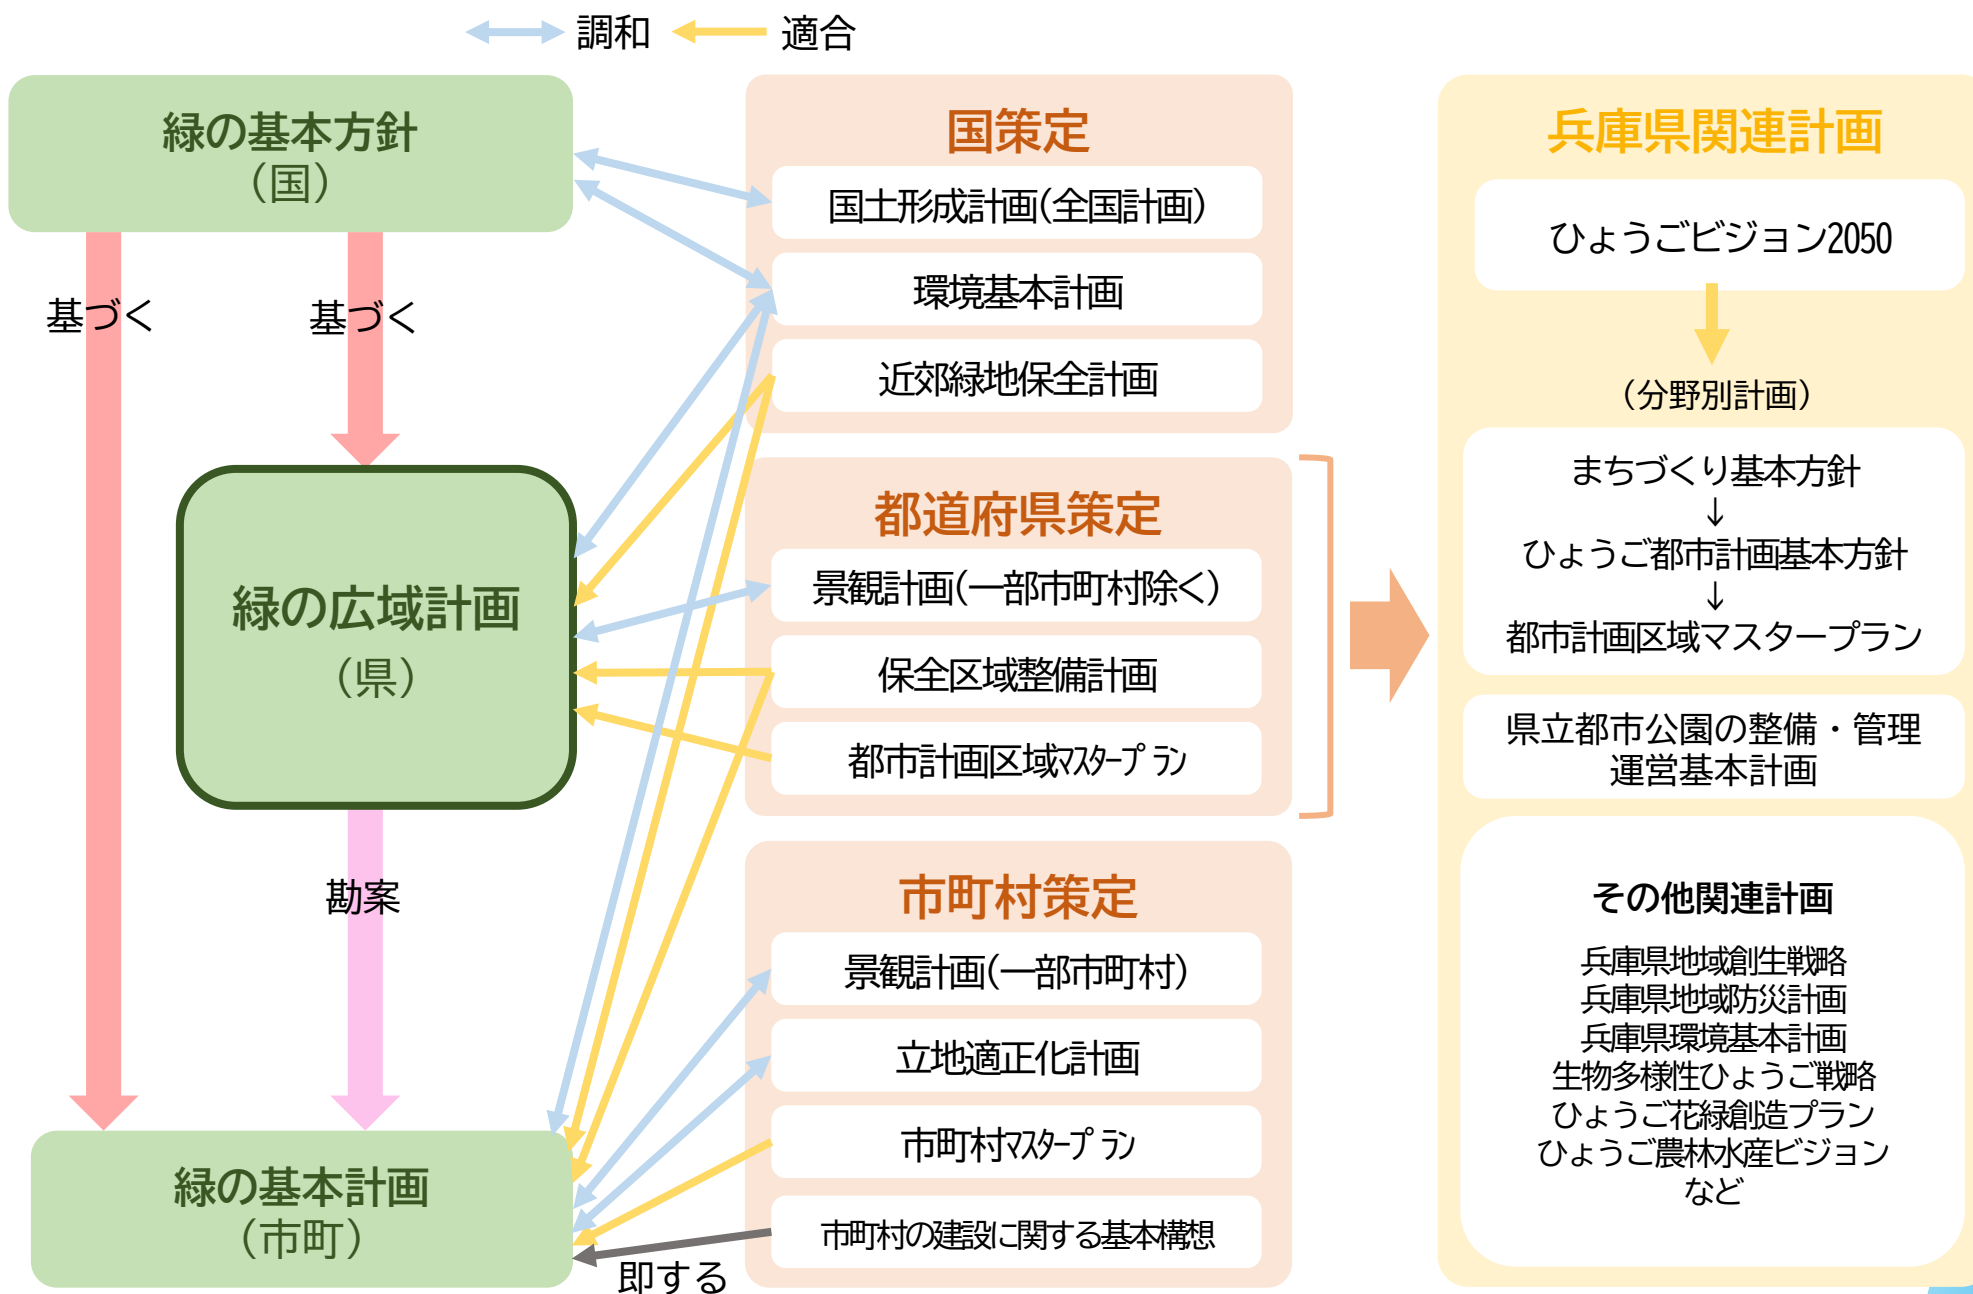 調和
適合
緑の基本方針
（国）
基づく
基づく
緑の広域計画
（県）
勘案
緑の基本計画
（市町）
国策定
国土形成計画(全国計画)
環境基本計画
近郊緑地保全計画
都道府県策定
景観計画(一部市町村除く)
保全区域整備計画
都市計画区域ﾏｽﾀｰﾌﾟﾗﾝ
市町村策定
景観計画(一部市町村)
立地適正化計画
市町村ﾏｽﾀｰﾌﾟﾗﾝ
市町村の建設に関する基本構想
即する
兵庫県関連計画
ひょうごビジョン2050
（分野別計画）
まちづくり基本方針
↓
ひょうご都市計画基本方針
↓
都市計画区域マスタープラン
県立都市公園の整備・管理
運営基本計画
その他関連計画
兵庫県地域創生戦略
兵庫県地域防災計画
兵庫県環境基本計画
生物多様性ひょうご戦略
ひょうご花緑創造プラン
ひょうご農林水産ビジョン
など